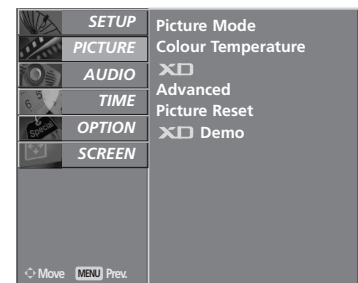 SETUP
PICTURE
AUDIO
TIME
OPTION
SCREEN
Picture Mode
Colour Temperature
XD
Advanced
Picture Reset
XD Demo
Special
Move MENU Prev.